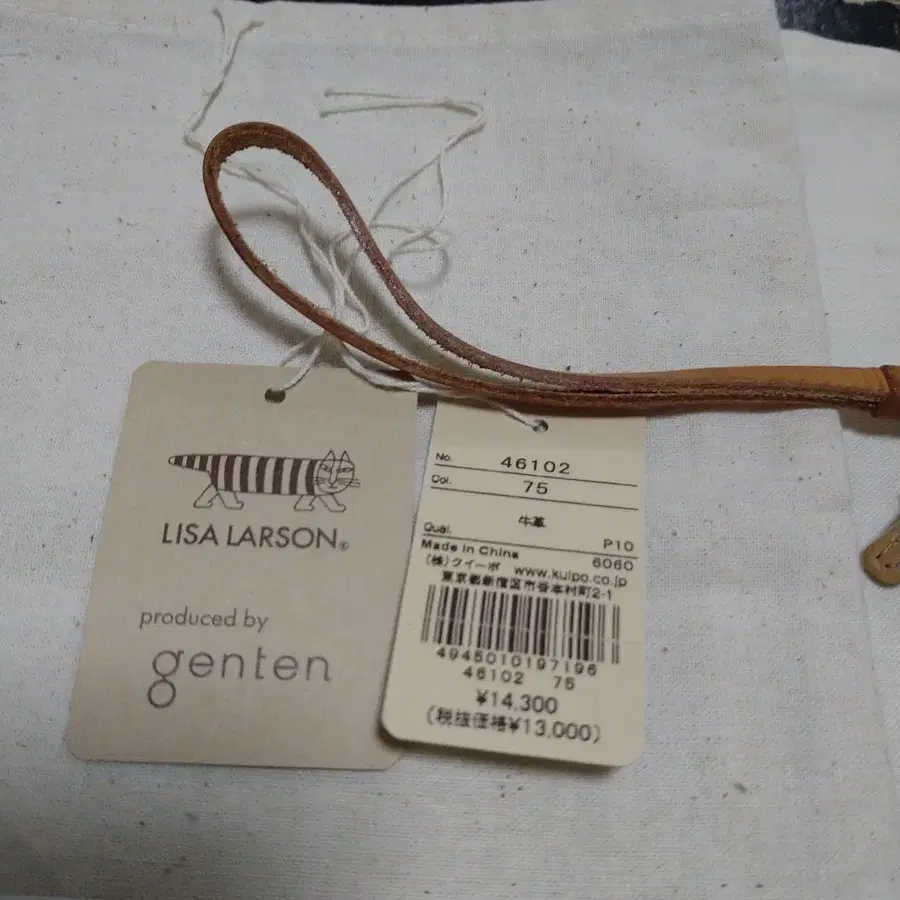 LISA LARSON®
produced by
genten
No. 46102
Col. 75
牛革
Qual. P10
Made in China 6060
(株)クイーポ www.kuipo.co.jp
東京都新宿区市谷本村町2-1
4945010197196
46102 75
¥14,300
(税抜価格¥13,000)